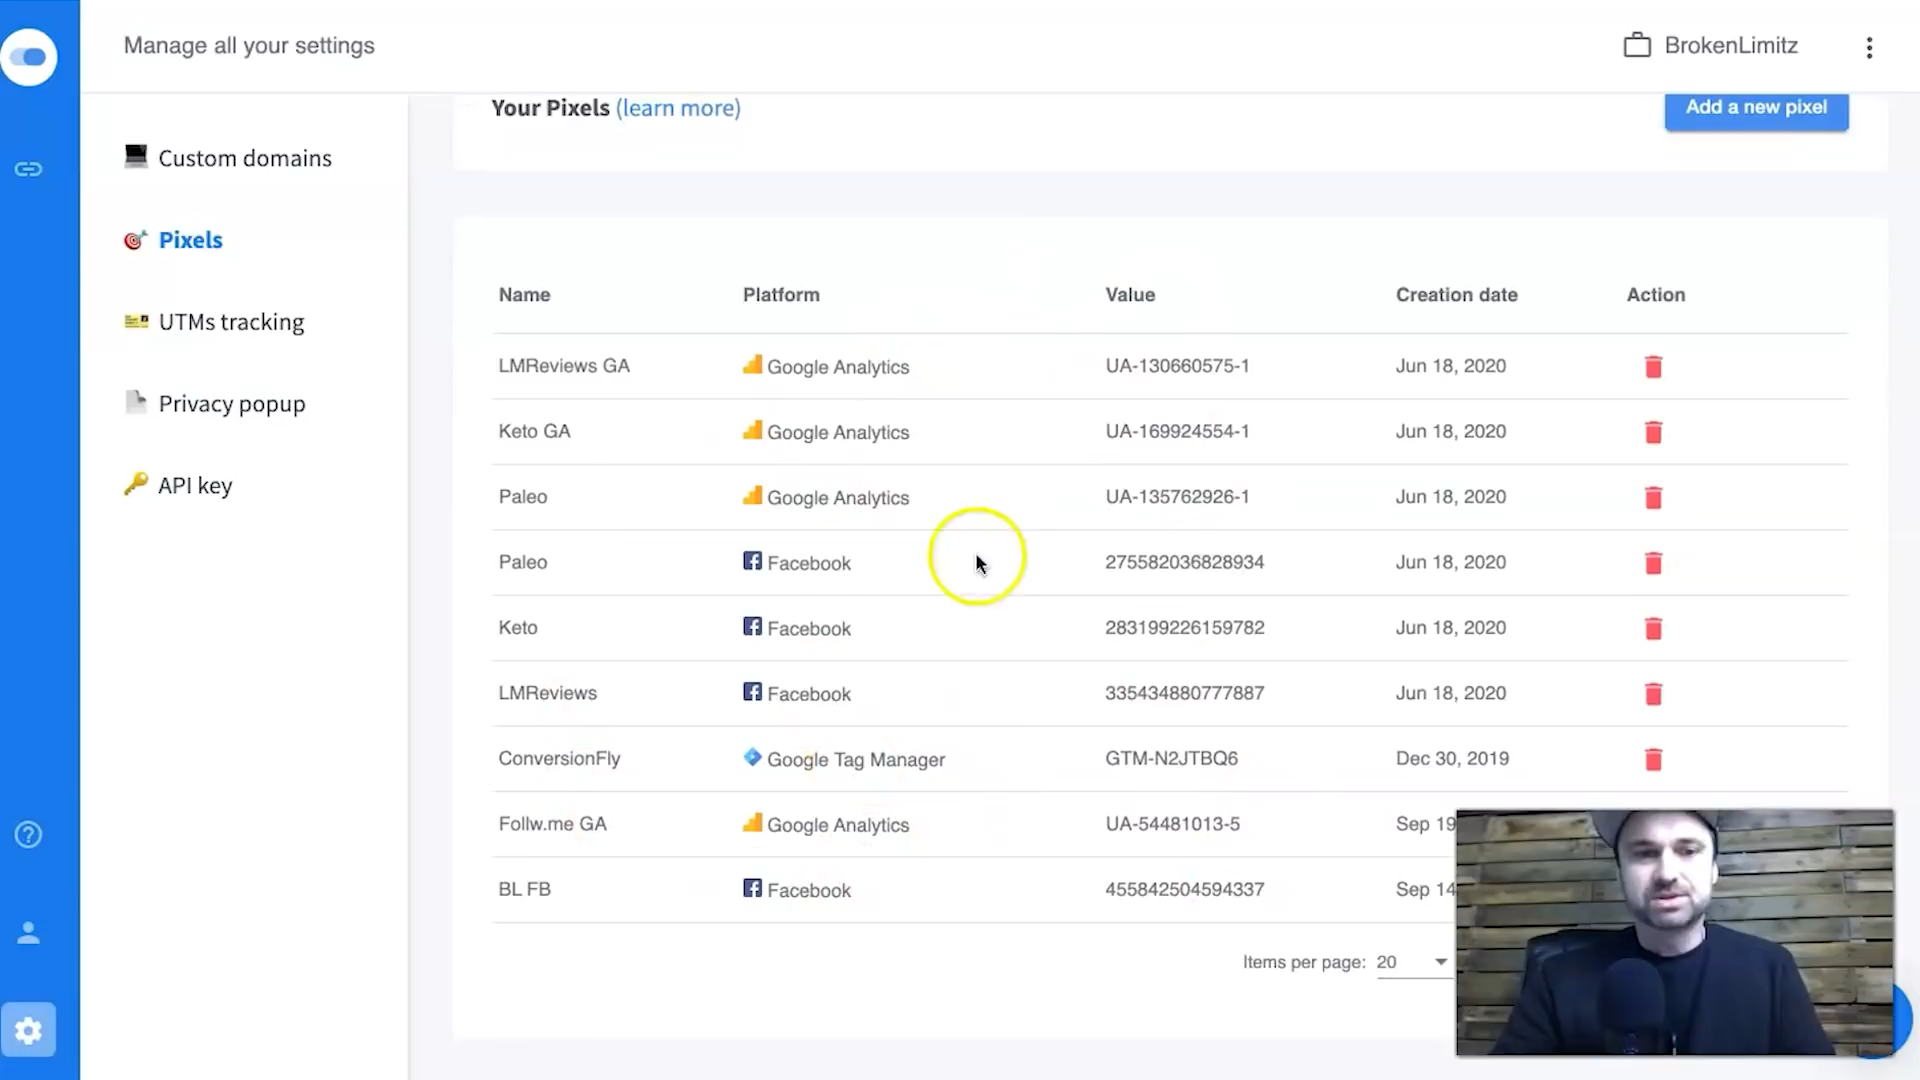 Manage all your settings
BrokenLimitz
Your Pixels (learn more)
Add a new pixel
Custom domains
Pixels
UTMs tracking
Privacy popup
API key
Name Platform Value Creation date Action
LMReviews GA Google Analytics UA-130660575-1 Jun 18, 2020
Keto GA Google Analytics UA-169924554-1 Jun 18, 2020
Paleo Google Analytics UA-135762926-1 Jun 18, 2020
Paleo Facebook 275582036828934 Jun 18, 2020
Keto Facebook 283199226159782 Jun 18, 2020
LMReviews Facebook 335434880777887 Jun 18, 2020
ConversionFly Google Tag Manager GTM-N2JTBQ6 Dec 30, 2019
Follw.me GA Google Analytics UA-54481013-5 Sep 19
BL FB Facebook 455842504594337 Sep 14
Items per page: 20